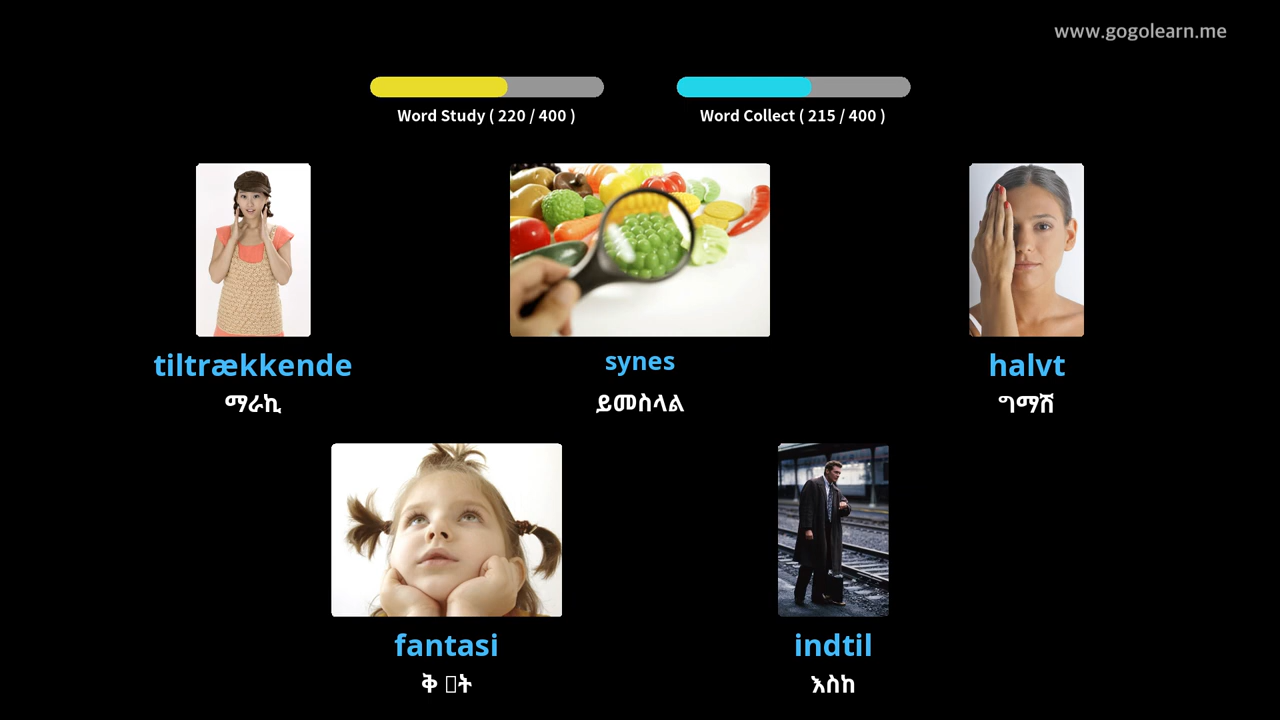 www.gogolearn.me
Word Study ( 220 / 400 )
Word Collect ( 215 / 400 )
tiltrækkende
ማራኪ
synes
ይመስላል
halvt
ግማሽ
fantasi
ቅ ት
indtil
እስከ